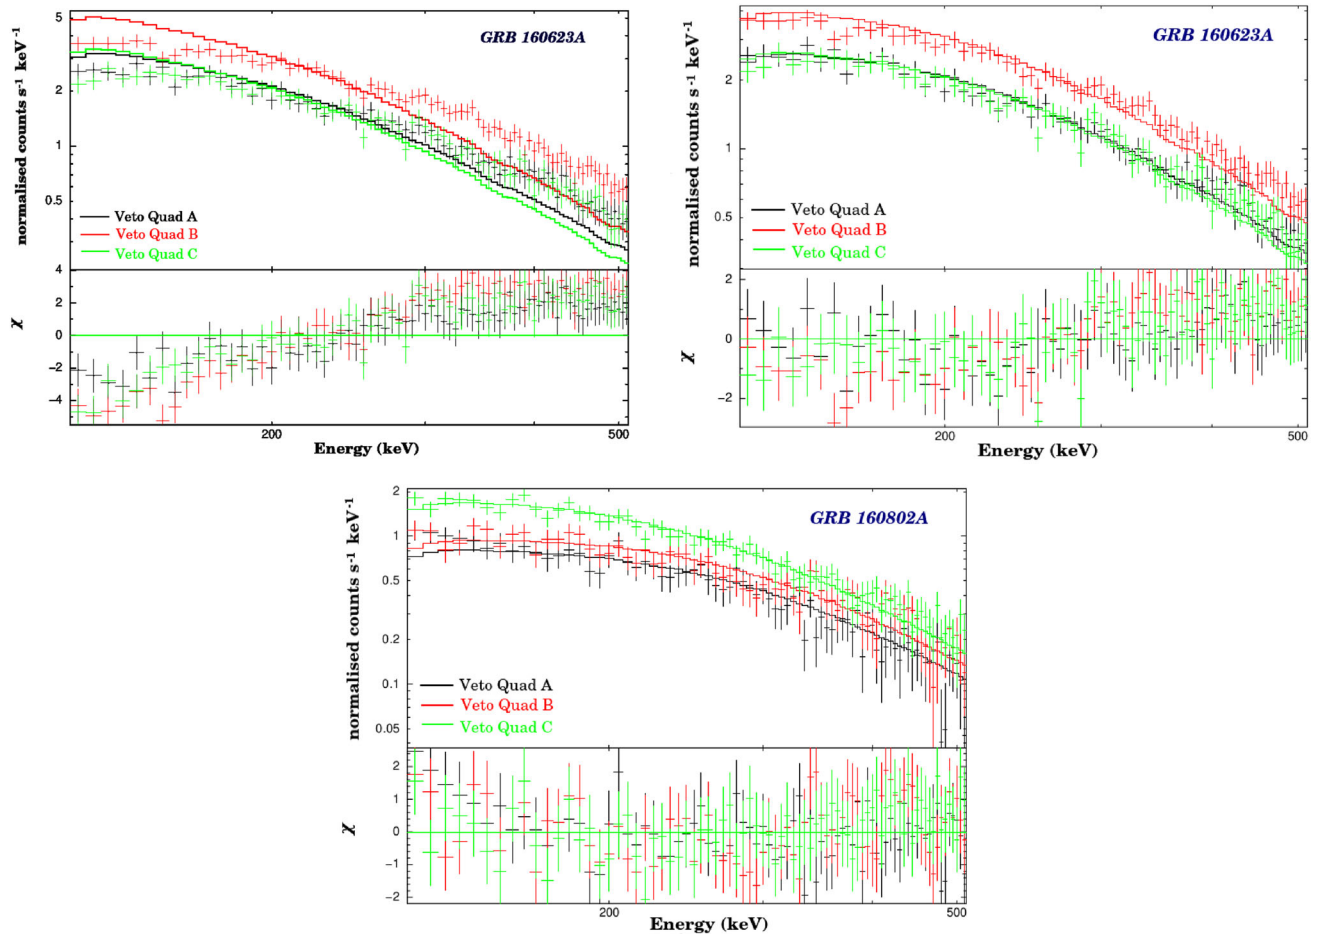 GRB 160623A
normalised counts s-1 keV-1
5
2
1
0.5
Veto Quad A
Veto Quad B
Veto Quad C
χ
4
2
0
−2
−4
200
500
Energy (keV)
GRB 160623A
normalised counts s-1 keV-1
2
1
0.5
Veto Quad A
Veto Quad B
Veto Quad C
χ
2
0
−2
200
500
Energy (keV)
GRB 160802A
normalised counts s-1 keV-1
2
1
0.5
0.2
0.1
0.05
Veto Quad A
Veto Quad B
Veto Quad C
χ
2
1
0
-1
-2
200
500
Energy (keV)